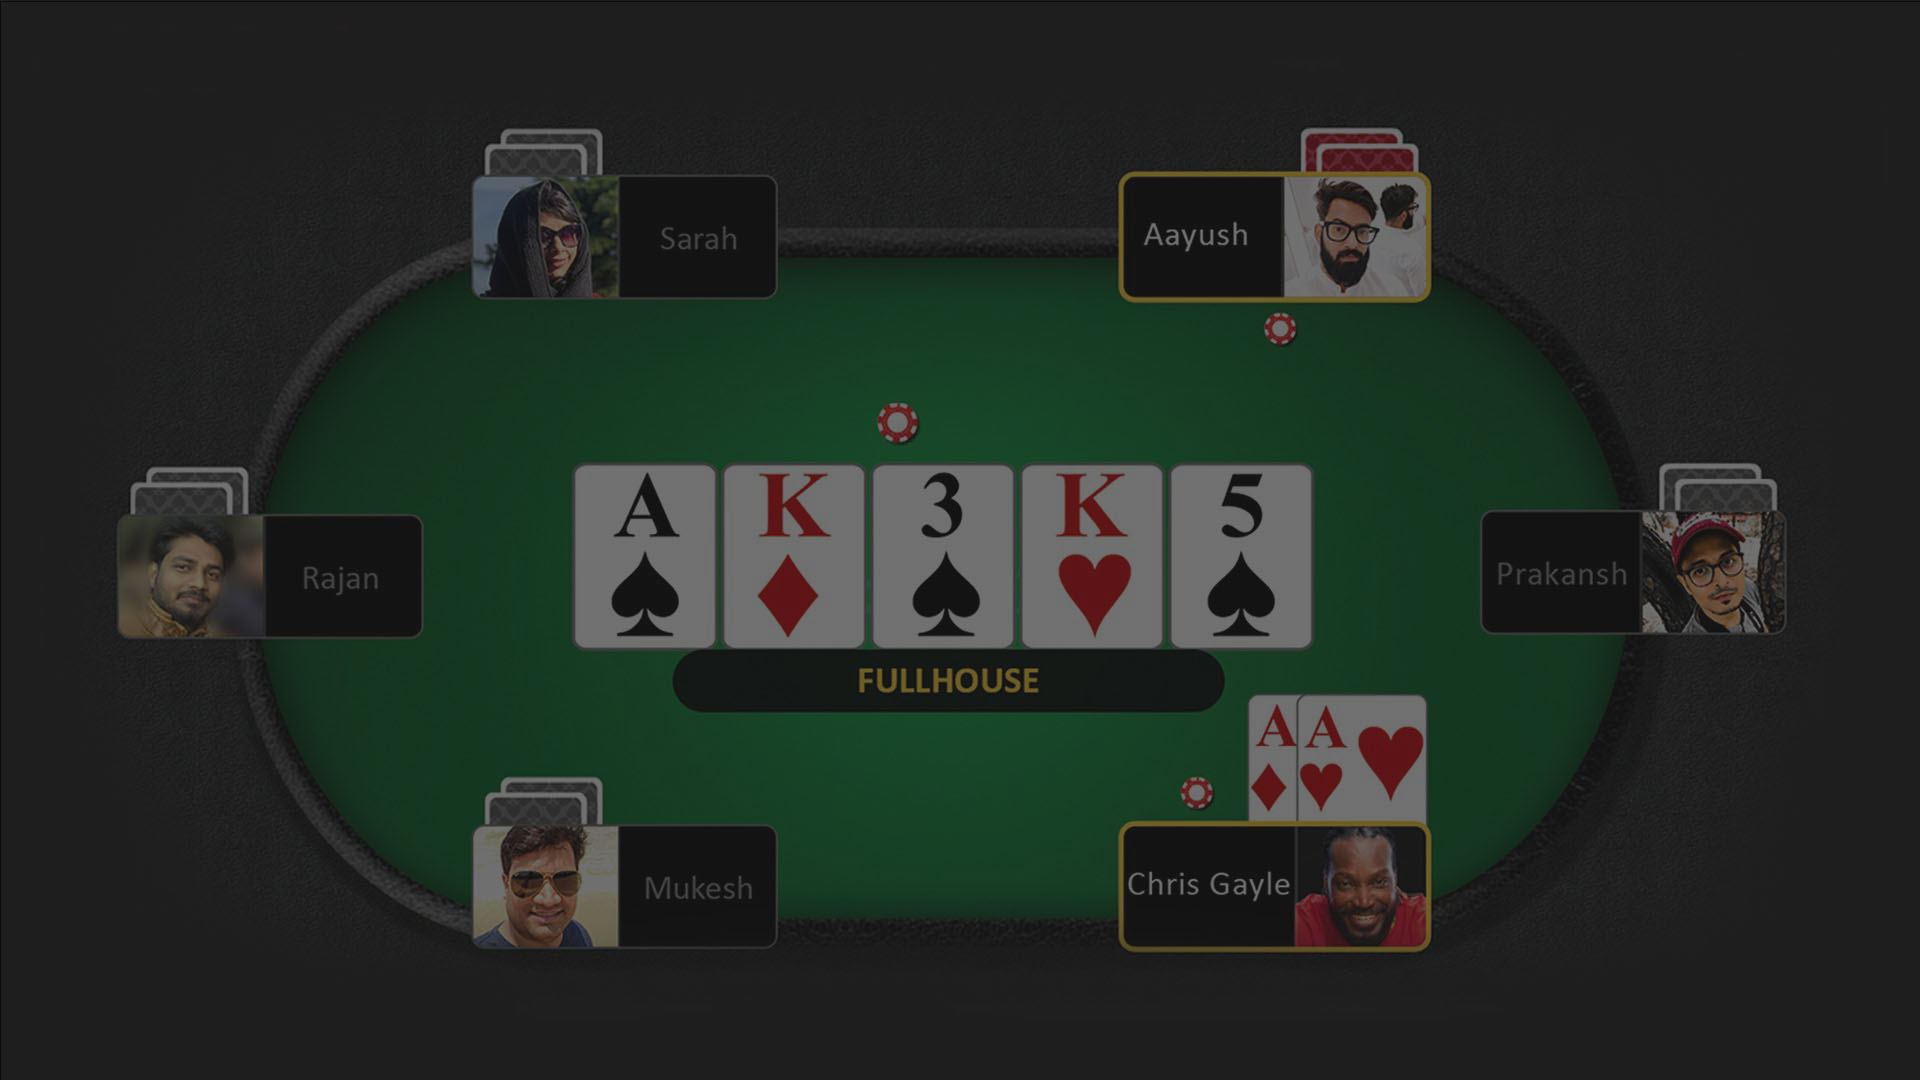 Sarah
Aayush
Rajan
A K 3 K 5
Prakansh
FULLHOUSE
A A
Mukesh
Chris Gayle